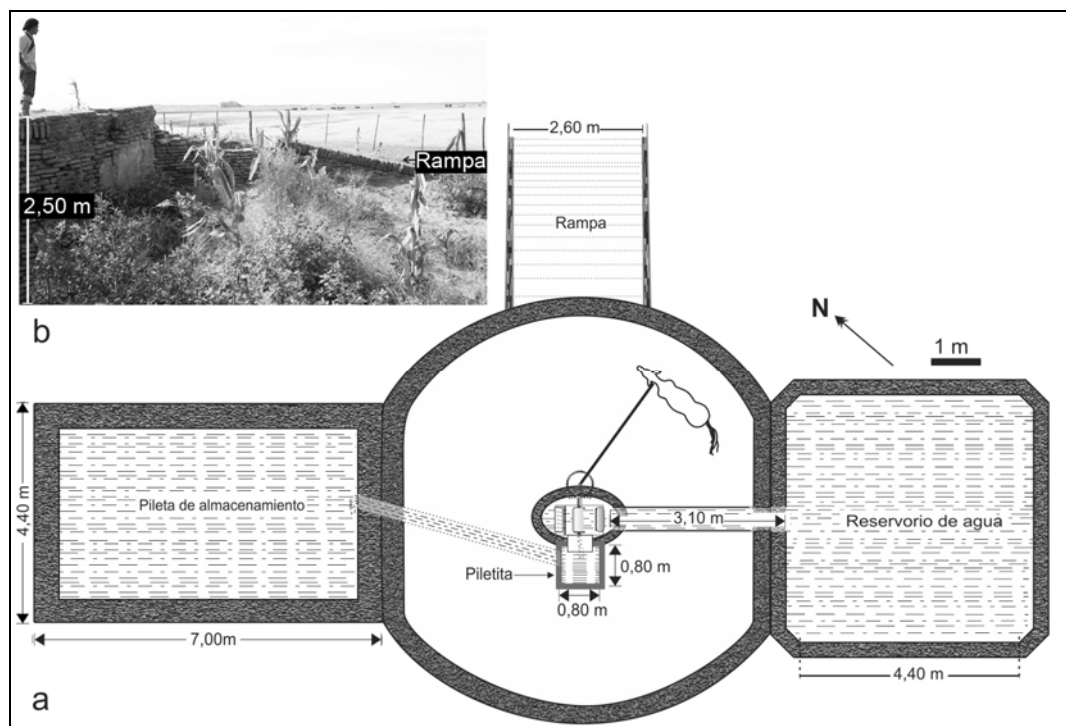 Rampa
2,50 m
b
2,60 m
Rampa
N
1 m
4,40 m
Pileta de almacenamiento
3,10 m
Reservorio de agua
Piletita
0,80 m
0,80 m
7,00m
4,40 m
a